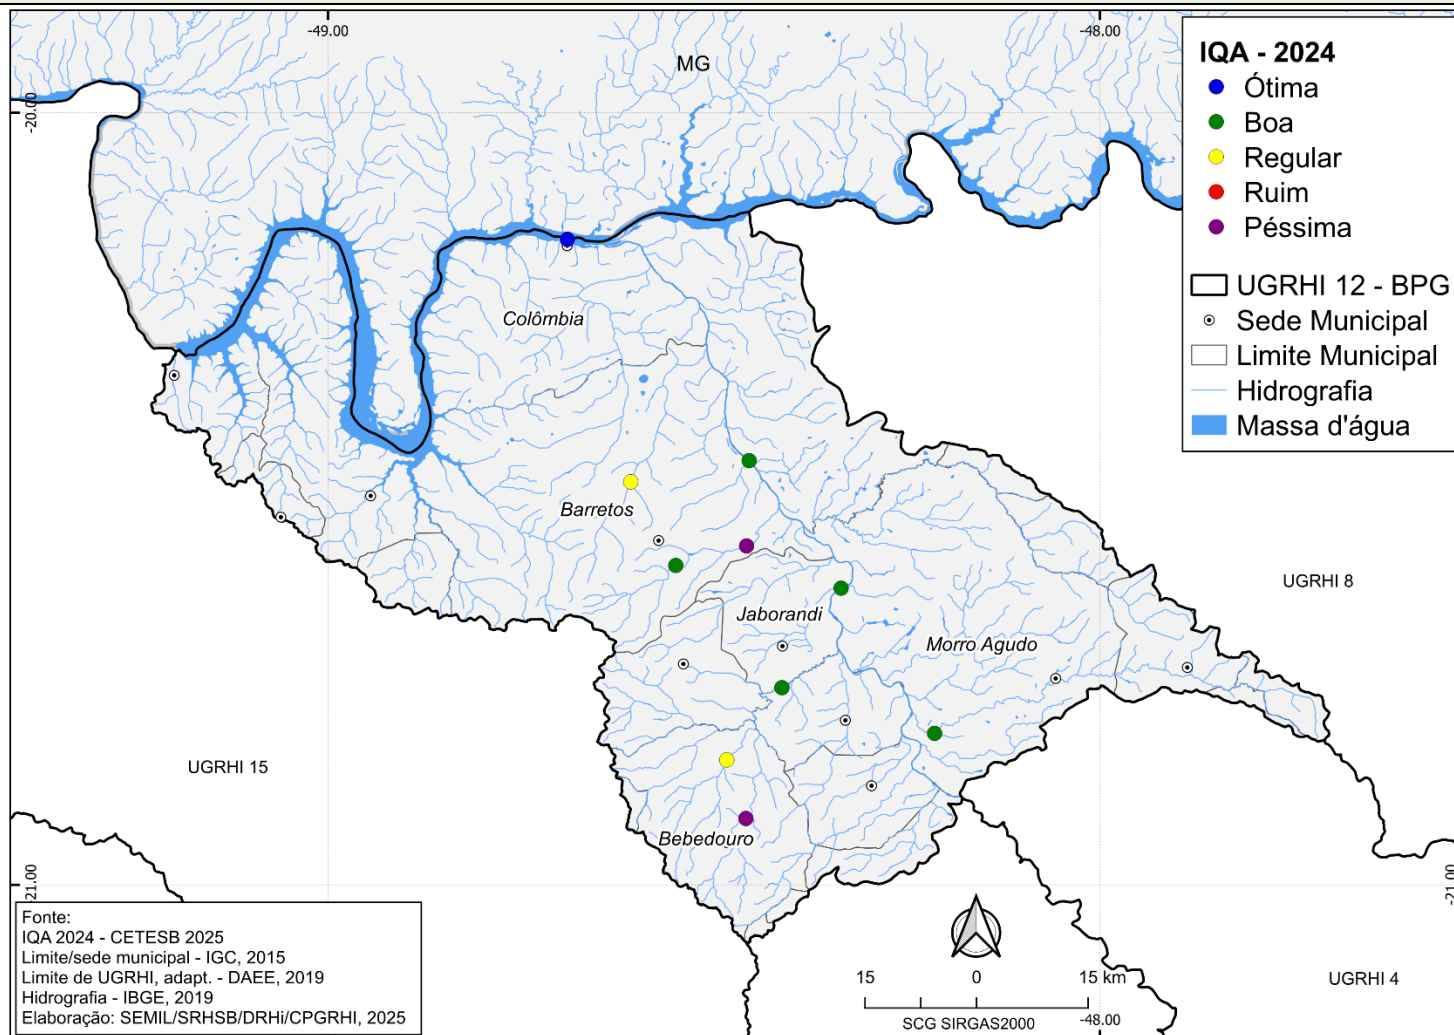 -49.00
-48.00
MG
-20.00
IQA - 2024
Ótima
Boa
Regular
Ruim
Péssima
UGRHI 12 - BPG
Sede Municipal
Limite Municipal
Hidrografia
Massa d'água
Colômbia
Barretos
Jaborandi
Morro Agudo
Bebedouro
UGRHI 8
UGRHI 15
UGRHI 4
-21.00
-21.00
Fonte:
IQA 2024 - CETESB 2025
Limite/sede municipal - IGC, 2015
Limite de UGRHI, adapt. - DAEE, 2019
Hidrografia - IBGE, 2019
Elaboração: SEMIL/SRHSB/DRHi/CPGRHI, 2025
15 0 15 km
SCG SIRGAS2000
-48.00